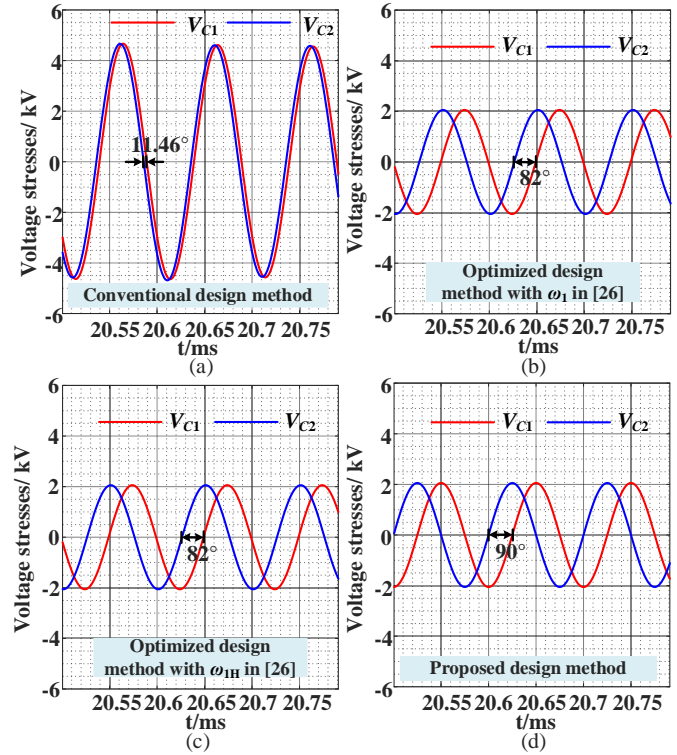 V_C1 V_C2
Voltage stresses/ kV
6
4
2
0
-2
-4
-6
11.46°
Conventional design method
20.55 20.6 20.65 20.7 20.75
t/ms
(a)
V_C1 V_C2
Voltage stresses/ kV
6
4
2
0
-2
-4
-6
82°
Optimized design
method with ω_1 in [26]
20.55 20.6 20.65 20.7 20.75
t/ms
(b)
V_C1 V_C2
Voltage stresses/ kV
6
4
2
0
-2
-4
-6
82°
Optimized design
method with ω_1H in [26]
20.55 20.6 20.65 20.7 20.75
t/ms
(c)
V_C1 V_C2
Voltage stresses/ kV
6
4
2
0
-2
-4
-6
90°
Proposed design method
20.55 20.6 20.65 20.7 20.75
t/ms
(d)